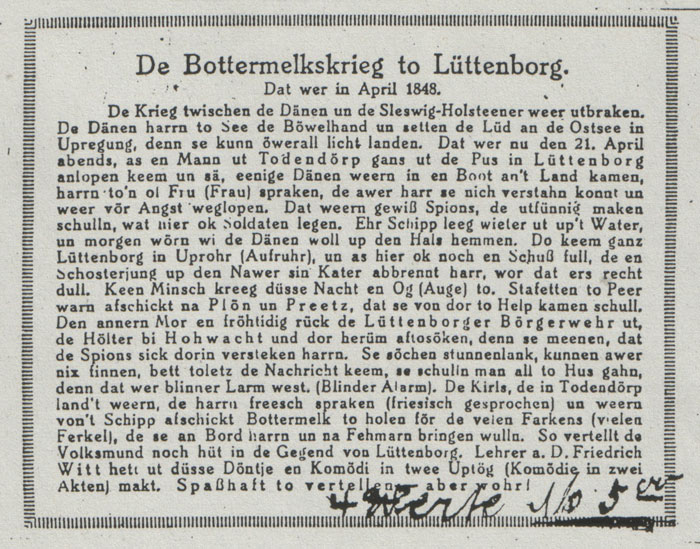 De Bottermelkskrieg to Lüttenborg.
Dat wer in April 1848.
De Krieg twischen de Dänen un de Sleswig-Holsteener weer utbraken.
De Dänen harrn to See de Böwelhand un setten de Lüd an de Ostsee in
Upregung, denn se kunn öwerall licht landen. Dat wer nu den 21. April
abends, as en Mann ut Todendörp gans ut de Pus in Lüttenborg
anlopen keem un sä, eenige Dänen weern in en Boot an't Land kamen,
harrn to'n ol Fru (Frau) spraken, de awer harr se nich verstahn konnt un
weer vör Angst weglopen. Dat weern gewiß Spions, de utfünnig maken
schulln, wat hier ok Soldaten legen. Ehr Schipp leeg wieter ut up't Water,
un morgen wörn wi de Dänen woll up den Hals hemmen. Do keem ganz
Lüttenborg in Uprohr (Aufruhr), un as hier ok noch en Schuß full, de en
Schosterjung up den Nawer sin Kater abbrennt harr, wor dat ers recht
dull. Keen Minsch kreeg düsse Nacht en Og (Auge) to. Stafetten to Peer
warn afschickt na Plön un Preetz, dat se von dor to Help kamen schull.
Den annern Mor en fröhtidig rück de Lüttenborger Börgerwehr ut,
de Hölter bi Hohwacht und dor herüm aftosöken, denn se meenen, dat
de Spions sick dorin versteken harrn. Se söchen stunnenlank, kunnen awer
nix finnen, bett toletz de Nachricht keem, se schulln man all to Hus gahn,
denn dat wer blinner Larm west. (Blinder Alarm). De Kirls, de in Todendörp
land't weern, de harrn freesch spraken (friesisch gesprochen) un weern
von't Schipp afschickt Bottermelk to holen för de velen Farkens (vielen
Ferkel), de se an Bord harrn un na Fehmarn bringen wulln. So vertellt de
Volksmund noch hüt in de Gegend von Lüttenborg. Lehrer a. D. Friedrich
Witt hett ut düsse Döntje en Komödi in twee Uptög (Komödie in zwei
Akten) makt. Spaßhaft to vertellen, aber wohr!
4 Werte